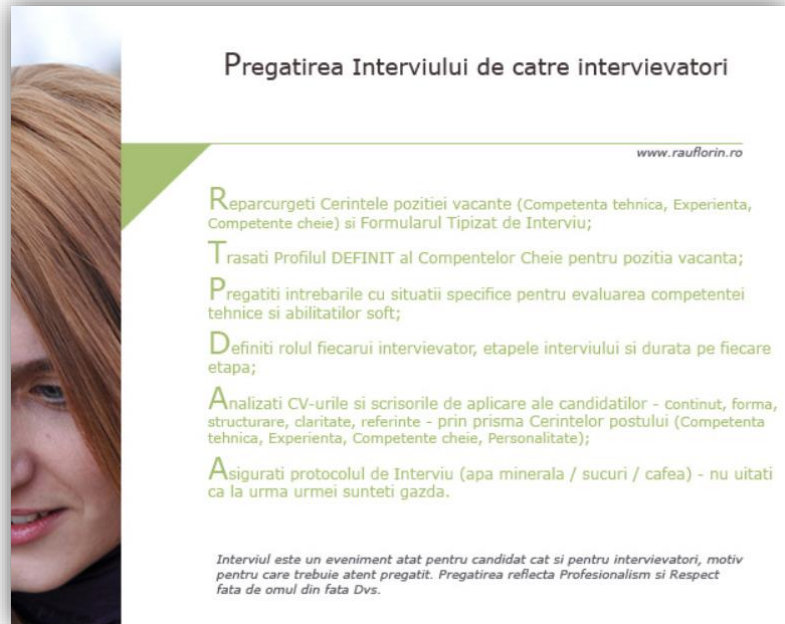 Pregatirea Interviului de catre intervievatori
www.rauflorin.ro
Reparcurgeti Cerintele pozitiei vacante (Competenta tehnica, Experienta,
Competente cheie) si Formularul Tipizat de Interviu;
Trasati Profilul DEFINIT al Compentelor Cheie pentru pozitia vacanta;
Pregatiti intrebarile cu situatii specifice pentru evaluarea competentei
tehnice si abilitatilor soft;
Definiti rolul fiecarui intervievator, etapele interviului si durata pe fiecare
etapa;
Analizati CV-urile si scrisorile de aplicare ale candidatilor - continut, forma,
structurare, claritate, referinte - prin prisma Cerintelor postului (Competenta
tehnica, Experienta, Competente cheie, Personalitate);
Asigurati protocolul de Interviu (apa minerala / sucuri / cafea) - nu uitati
ca la urma urmei sunteti gazda.
Interviul este un eveniment atat pentru candidat cat si pentru intervievatori, motiv
pentru care trebuie atent pregatit. Pregatirea reflecta Profesionalism si Respect
fata de omul din fata Dvs.